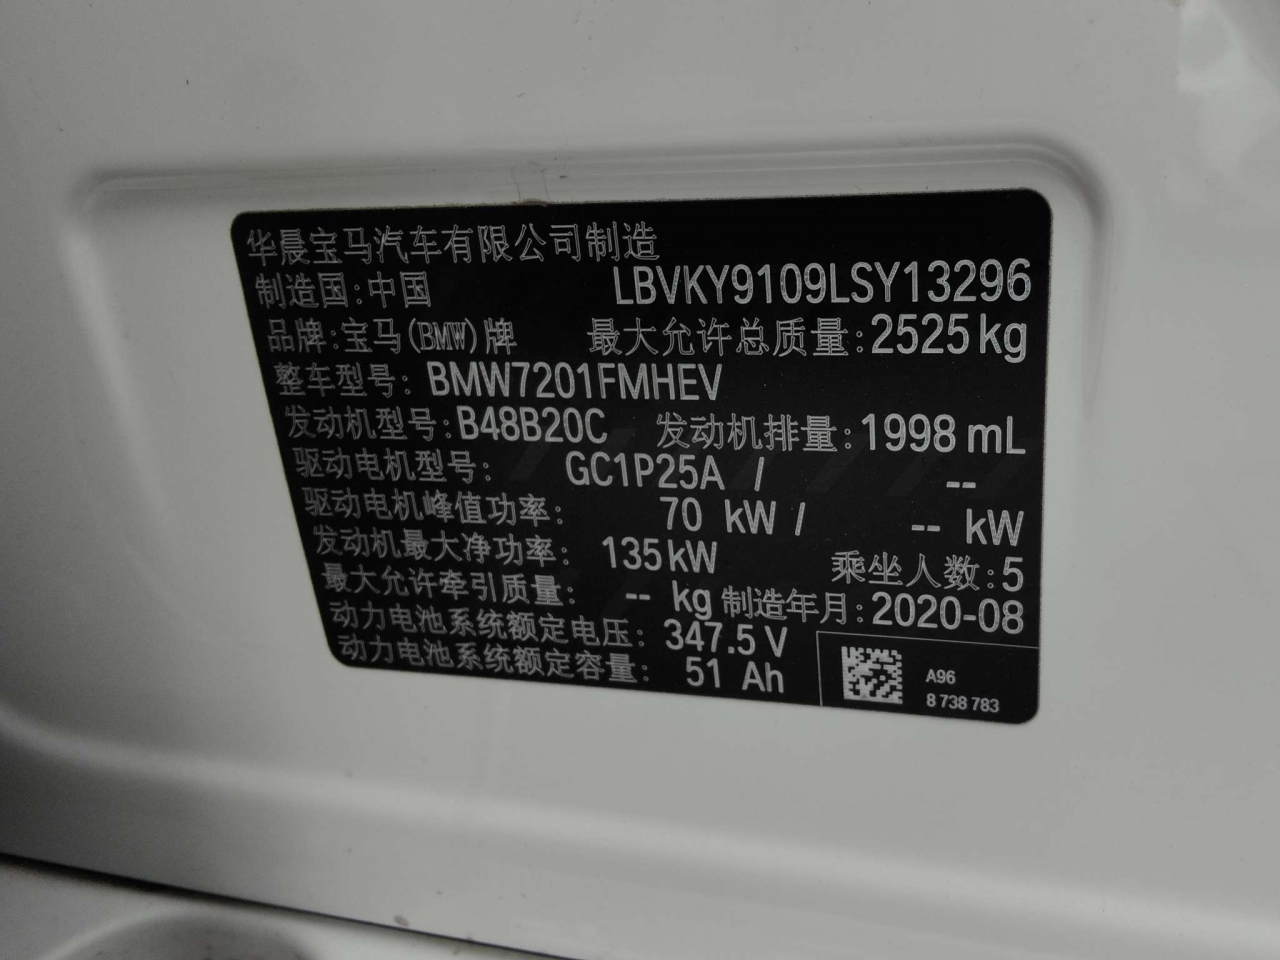 华晨宝马汽车有限公司制造
制造国:中国 LBVKY9109LSY13296
品牌:宝马(BMW)牌 最大允许总质量:2525kg
整车型号: BMW7201FMHEV
发动机型号:B48B20C 发动机排量:1998 mL
驱动电机型号: GC1P25A / --
驱动电机峰值功率: 70 kW / -- kW
发动机最大净功率: 135kW 乘坐人数:5
最大允许牵引质量: -- kg 制造年月:2020-08
动力电池系统额定电压: 347.5V
动力电池系统额定容量: 51 Ah
A96
8 738 783